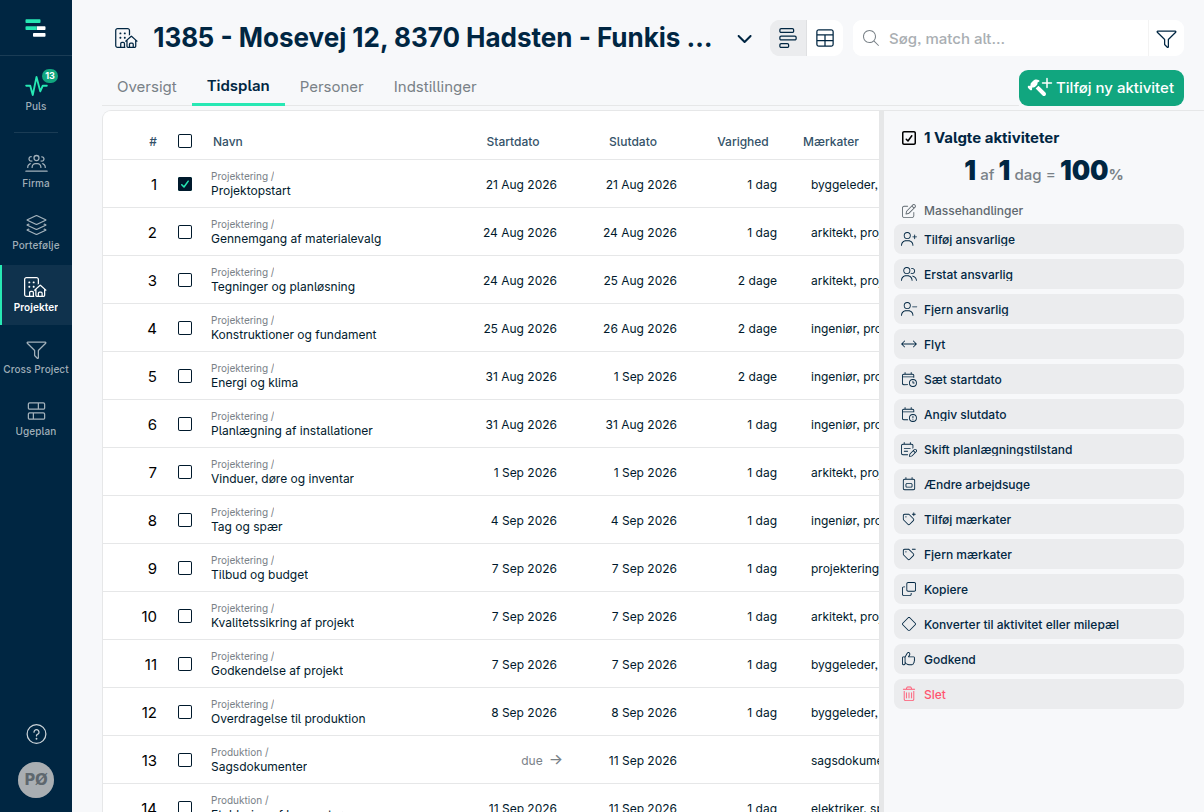 1385 - Mosevej 12, 8370 Hadsten - Funkis ...
Søg, match alt...
13
Puls
Firma
Portefølje
Projekter
Cross Project
Ugeplan
PØ
Oversigt Tidsplan Personer Indstillinger
Tilføj ny aktivitet
# Navn Startdato Slutdato Varighed Mærkater
Projektering /
1 Projektopstart 21 Aug 2026 21 Aug 2026 1 dag byggeleder,
Projektering /
2 Gennemgang af materialevalg 24 Aug 2026 24 Aug 2026 1 dag arkitekt, pro
Projektering /
3 Tegninger og planløsning 24 Aug 2026 25 Aug 2026 2 dage arkitekt, pro
Projektering /
4 Konstruktioner og fundament 25 Aug 2026 26 Aug 2026 2 dage ingeniør, pro
Projektering /
5 Energi og klima 31 Aug 2026 1 Sep 2026 2 dage ingeniør, pro
Projektering /
6 Planlægning af installationer 31 Aug 2026 31 Aug 2026 1 dag ingeniør, pro
Projektering /
7 Vinduer, døre og inventar 1 Sep 2026 1 Sep 2026 1 dag arkitekt, pro
Projektering /
8 Tag og spær 4 Sep 2026 4 Sep 2026 1 dag ingeniør, pro
Projektering /
9 Tilbud og budget 7 Sep 2026 7 Sep 2026 1 dag projektering
Projektering /
10 Kvalitetssikring af projekt 7 Sep 2026 7 Sep 2026 1 dag arkitekt, pro
Projektering /
11 Godkendelse af projekt 7 Sep 2026 7 Sep 2026 1 dag byggeleder,
Projektering /
12 Overdragelse til produktion 8 Sep 2026 8 Sep 2026 1 dag byggeleder,
Produktion /
13 Sagsdokumenter due → 11 Sep 2026 sagsdokume
Produktion /
14 11 Sep 2026 11 Sep 2026 1 dag elektriker, sp
1 Valgte aktiviteter
1 af 1 dag = 100%
Massehandlinger
Tilføj ansvarlige
Erstat ansvarlig
Fjern ansvarlig
Flyt
Sæt startdato
Angiv slutdato
Skift planlægningstilstand
Ændre arbejdsuge
Tilføj mærkater
Fjern mærkater
Kopiere
Konverter til aktivitet eller milepæl
Godkend
Slet